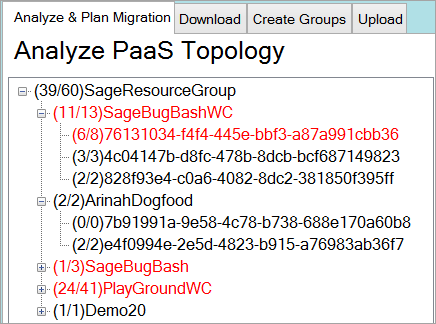 Analyze & Plan Migration Download Create Groups Upload
Analyze PaaS Topology
(39/60)SageResourceGroup
(11/13)SageBugBashWC
(6/8)76131034-f4f4-445e-bbf3-a87a991cbb36
(3/3)4c04147b-d8fc-478b-8dcb-bcf687149823
(2/2)828f93e4-c0a6-4082-8dc2-381850f395ff
(2/2)ArinahDogfood
(0/0)7b91991a-9e58-4c78-b738-688e170a60b8
(2/2)e4f0994e-2e5d-4823-b915-a76983ab36f7
(1/3)SageBugBash
(24/41)PlayGroundWC
(1/1)Demo20